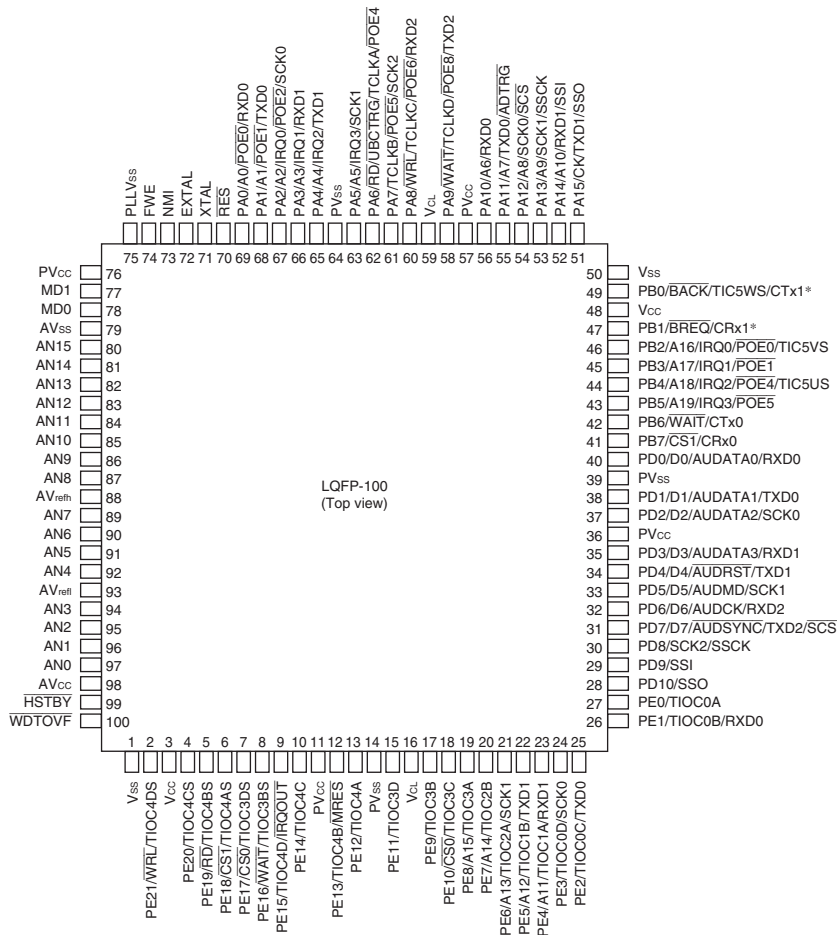 PLLVss
FWE
NMI
EXTAL
XTAL
RES
PA0/A0/POE0/RXD0
PA1/A1/POE1/TXD0
PA2/A2/IRQ0/POE2/SCK0
PA3/A3/IRQ1/RXD1
PA4/A4/IRQ2/TXD1
PVss
PA5/A5/IRQ3/SCK1
PA6/RD/UBCTRG/TCLKA/POE4
PA7/TCLKB/POE5/SCK2
PA8/WRL/TCLKC/POE6/RXD2
VCL
PA9/WAIT/TCLKD/POE8/TXD2
PVcc
PA10/A6/RXD0
PA11/A7/TXD0/ADTRG
PA12/A8/SCK0/SCS
PA13/A9/SCK1/SSCK
PA14/A10/RXD1/SSI
PA15/CK/TXD1/SSO
75 74 73 72 71 70 69 68 67 66 65 64 63 62 61 60 59 58 57 56 55 54 53 52 51
PVcc 76
MD1 77
MD0 78
AVss 79
AN15 80
AN14 81
AN13 82
AN12 83
AN11 84
AN10 85
AN9 86
AN8 87
AVrefh 88
AN7 89
AN6 90
AN5 91
AN4 92
AVrefl 93
AN3 94
AN2 95
AN1 96
AN0 97
AVcc 98
HSTBY 99
WDTOVF 100
LQFP-100
(Top view)
50 Vss
49 PB0/BACK/TIC5WS/CTx1*
48 Vcc
47 PB1/BREQ/CRx1*
46 PB2/A16/IRQ0/POE0/TIC5VS
45 PB3/A17/IRQ1/POE1
44 PB4/A18/IRQ2/POE4/TIC5US
43 PB5/A19/IRQ3/POE5
42 PB6/WAIT/CTx0
41 PB7/CS1/CRx0
40 PD0/D0/AUDATA0/RXD0
39 PVss
38 PD1/D1/AUDATA1/TXD0
37 PD2/D2/AUDATA2/SCK0
36 PVcc
35 PD3/D3/AUDATA3/RXD1
34 PD4/D4/AUDRST/TXD1
33 PD5/D5/AUDMD/SCK1
32 PD6/D6/AUDCK/RXD2
31 PD7/D7/AUDSYNC/TXD2/SCS
30 PD8/SCK2/SSCK
29 PD9/SSI
28 PD10/SSO
27 PE0/TIOC0A
26 PE1/TIOC0B/RXD0
1 2 3 4 5 6 7 8 9 10 11 12 13 14 15 16 17 18 19 20 21 22 23 24 25
Vss
PE21/WRL/TIOC4DS
Vcc
PE20/TIOC4CS
PE19/RD/TIOC4BS
PE18/CS1/TIOC4AS
PE17/CS0/TIOC3DS
PE16/WAIT/TIOC3BS
PE15/TIOC4D/IRQOUT
PE14/TIOC4C
PVcc
PE13/TIOC4B/MRES
PE12/TIOC4A
PVss
PE11/TIOC3D
VCL
PE9/TIOC3B
PE10/CS0/TIOC3C
PE8/A15/TIOC3A
PE7/A14/TIOC2B
PE6/A13/TIOC2A/SCK1
PE5/A12/TIOC1B/TXD1
PE4/A11/TIOC1A/RXD1
PE3/TIOC0D/SCK0
PE2/TIOC0C/TXD0